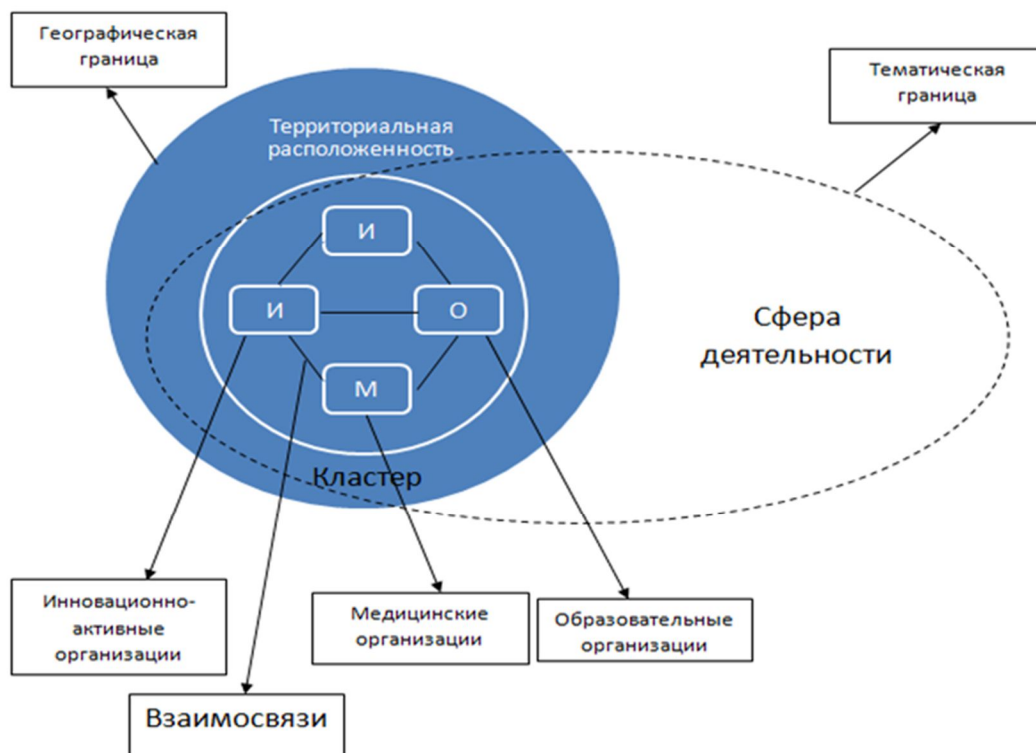 Географическая
граница
Тематическая
граница
Территориальная
расположенность
И
И
О
М
Сфера
деятельности
Кластер
Инновационно-
активные
организации
Медицинские
организации
Образовательные
организации
Взаимосвязи